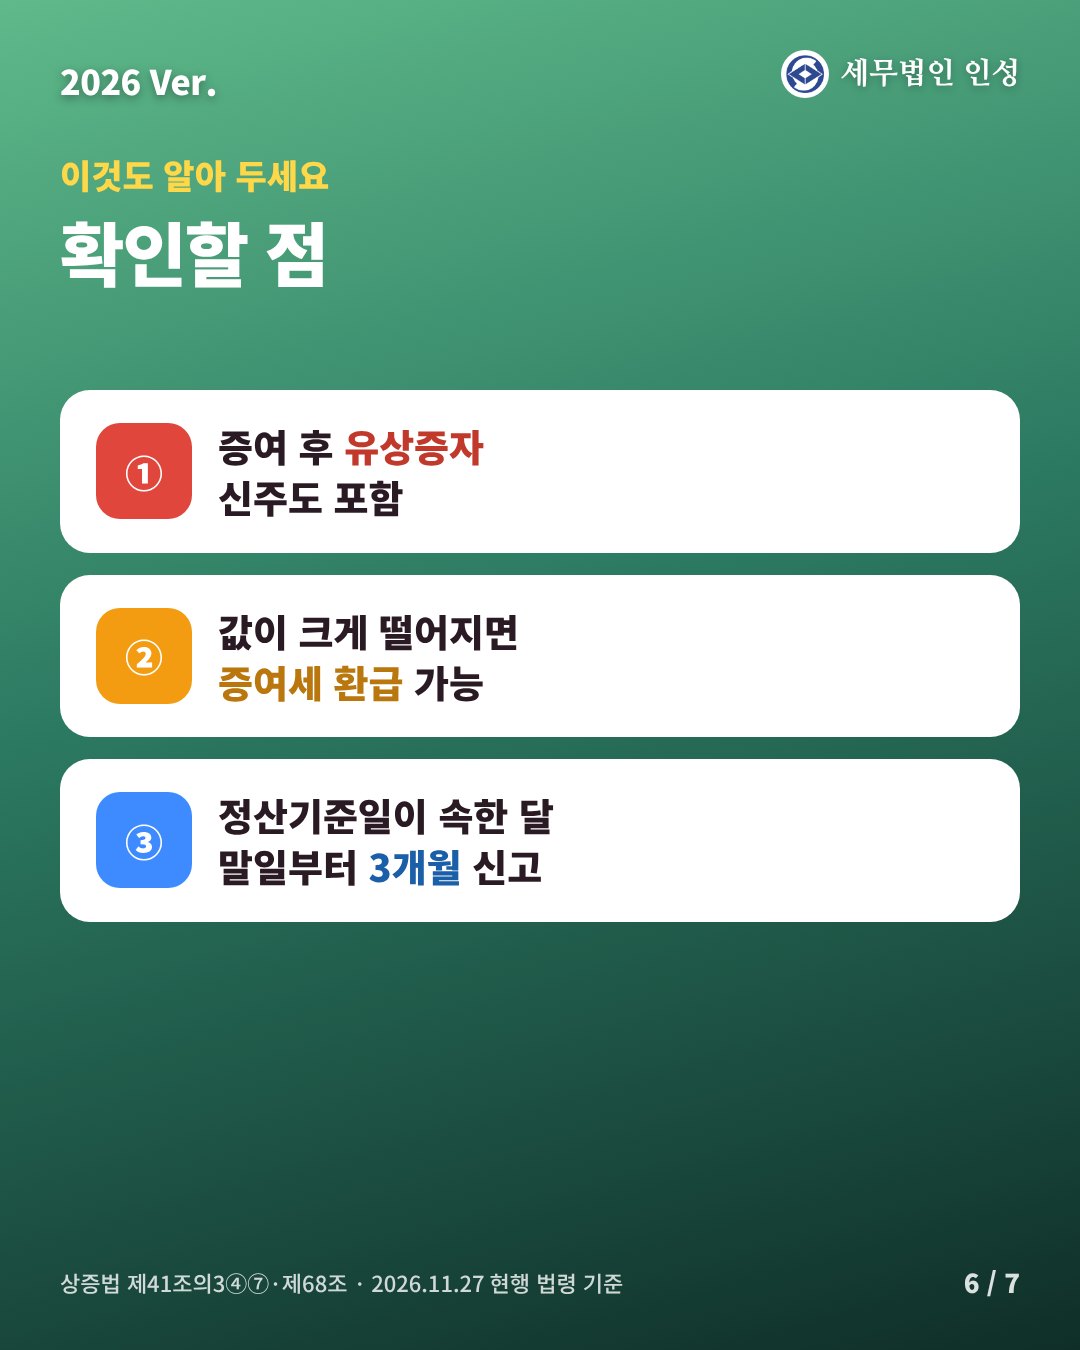 2026 Ver.
세무법인 인성
이것도 알아 두세요
확인할 점
①
증여 후 유상증자
신주도 포함
②
값이 크게 떨어지면
증여세 환급 가능
③
정산기준일이 속한 달
말일부터 3개월 신고
상증법 제41조의3④⑦·제68조 · 2026.11.27 현행 법령 기준
6 / 7